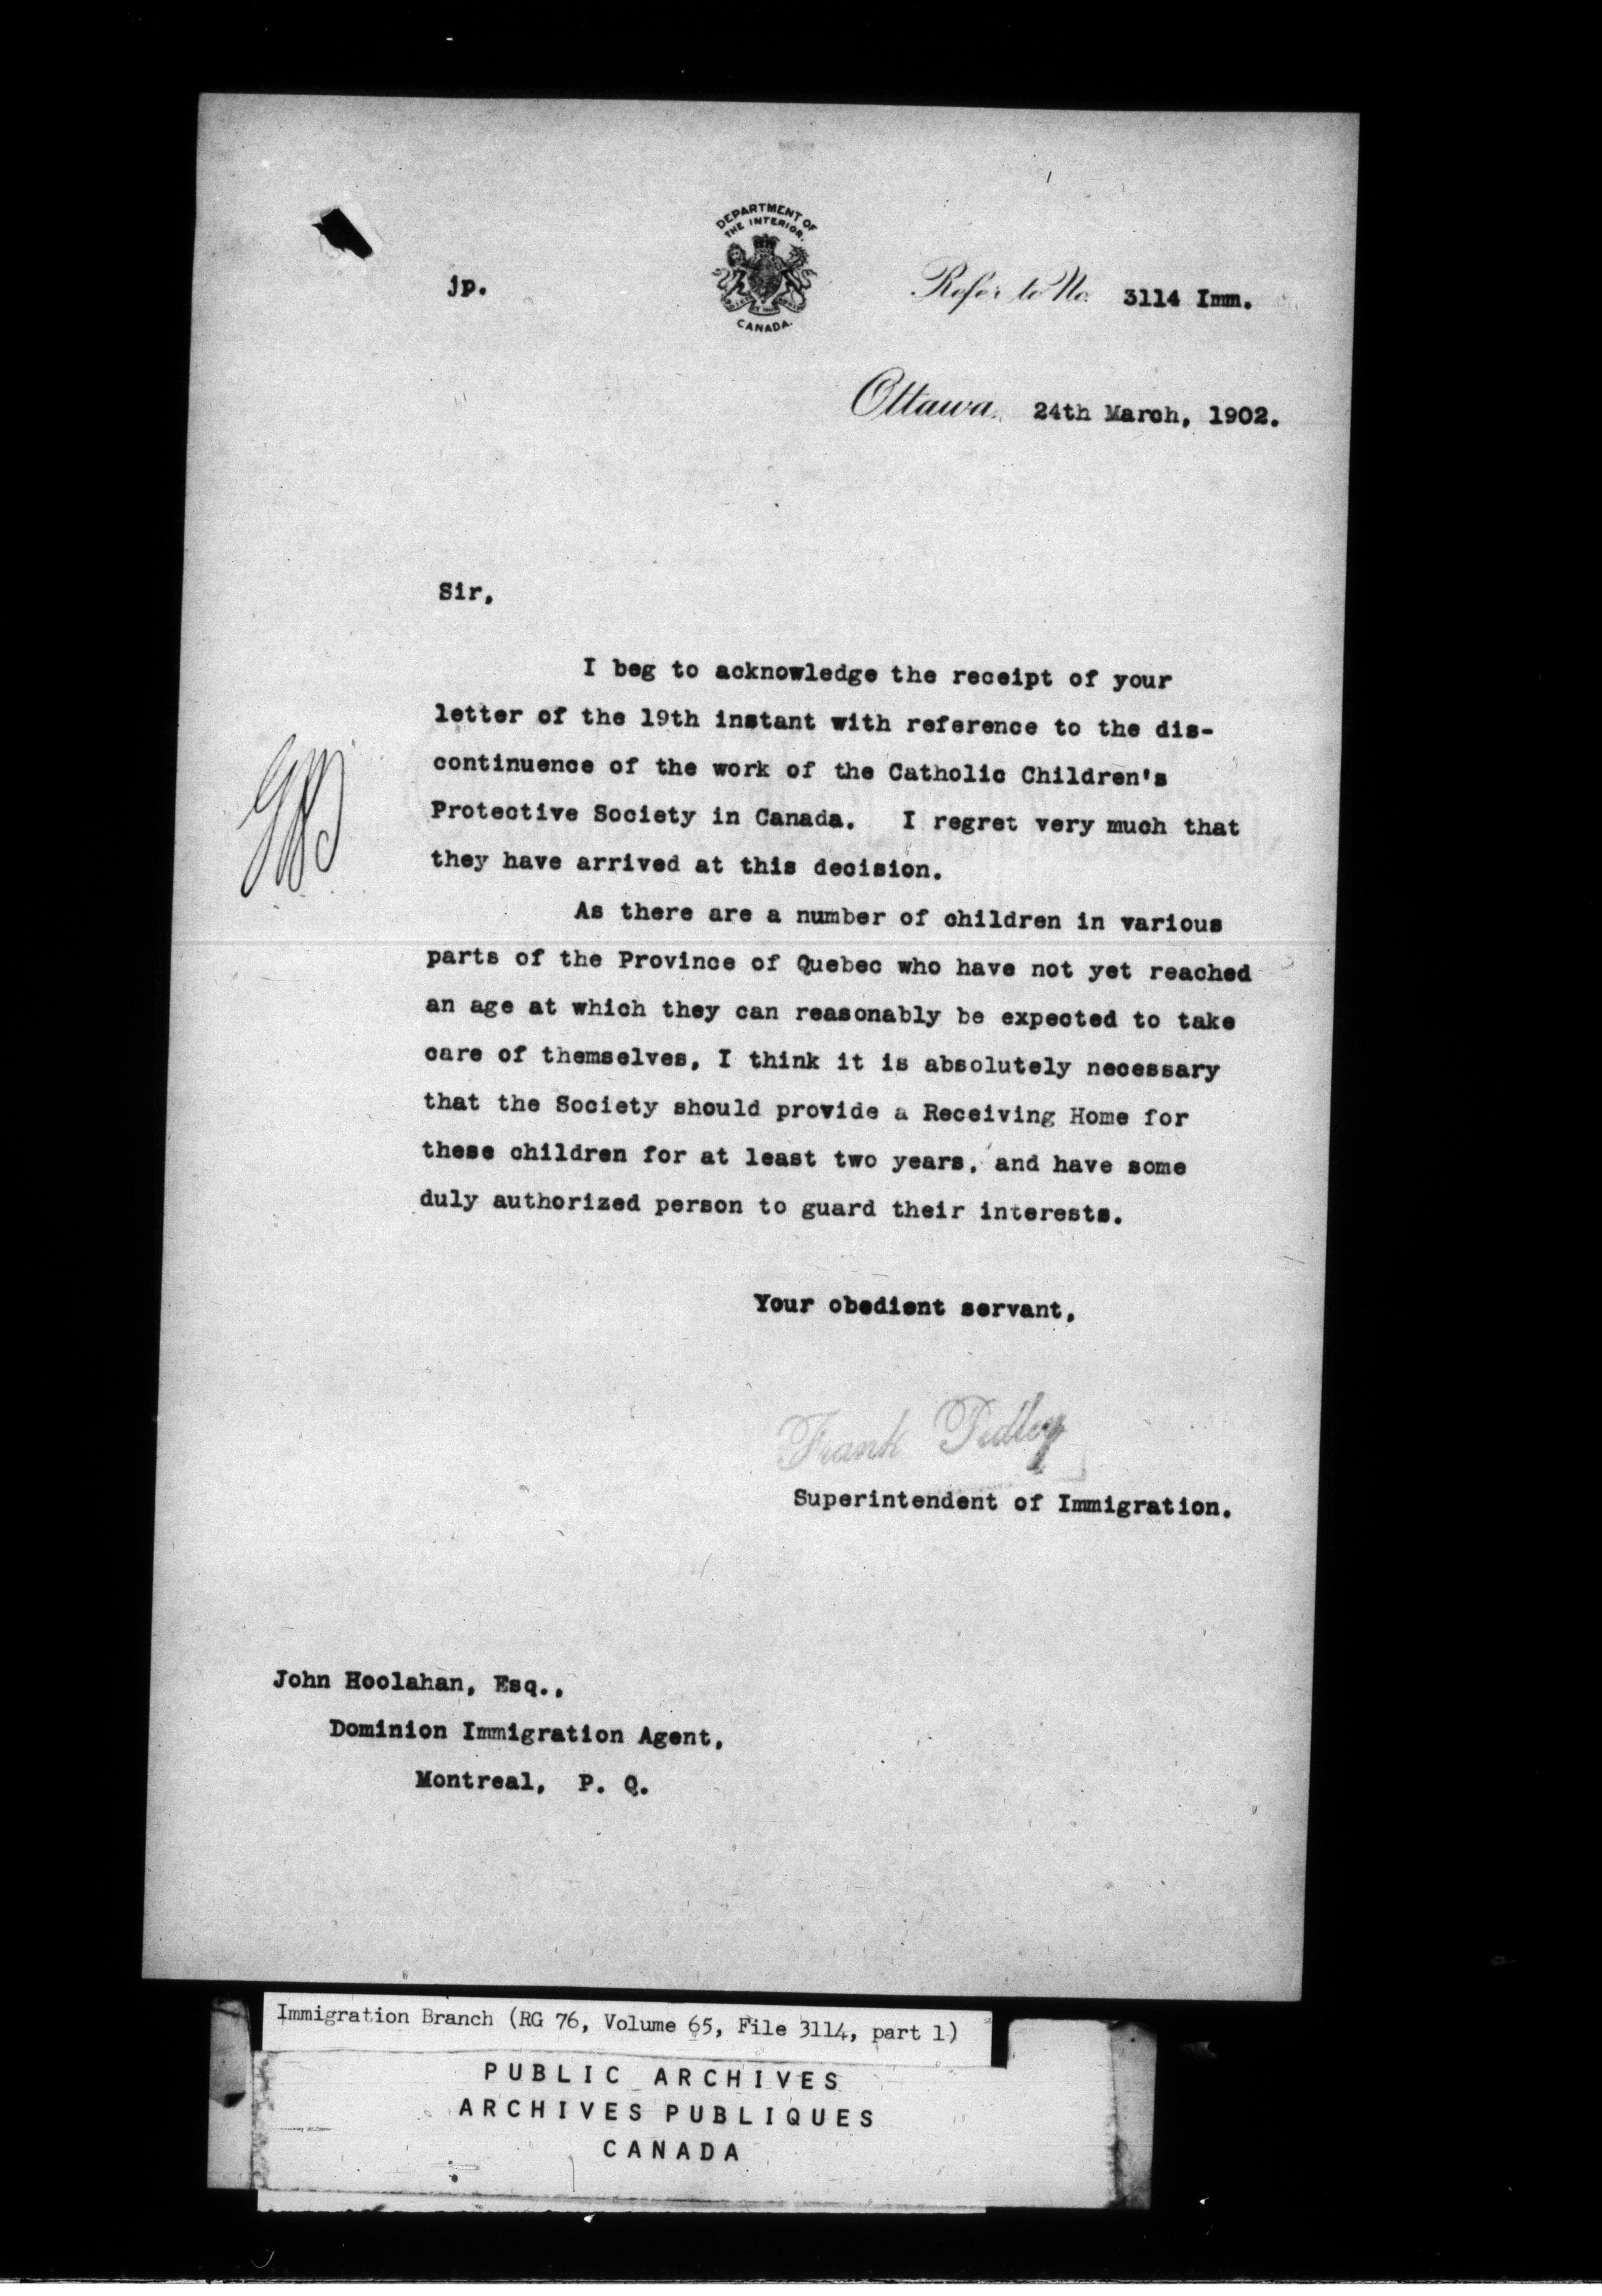 DEPARTMENT OF
THE INTERIOR.
CANADA.
jp.
Refer to No. 3114 Imm.
Ottawa, 24th March, 1902.
Sir,
I beg to acknowledge the receipt of your
letter of the 19th instant with reference to the dis-
continuence of the work of the Catholic Children's
Protective Society in Canada. I regret very much that
they have arrived at this decision.
As there are a number of children in various
parts of the Province of Quebec who have not yet reached
an age at which they can reasonably be expected to take
care of themselves, I think it is absolutely necessary
that the Society should provide a Receiving Home for
these children for at least two years, and have some
duly authorized person to guard their interests.
Your obedient servant,
Frank Pedley
Superintendent of Immigration.
John Hoolahan, Esq.,
Dominion Immigration Agent,
Montreal, P. Q.
Immigration Branch (RG 76, Volume 65, File 3114, part 1)
PUBLIC ARCHIVES
ARCHIVES PUBLIQUES
CANADA